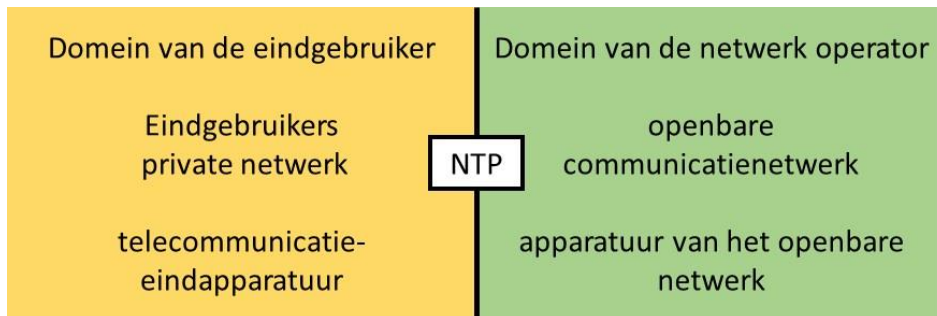 Domein van de eindgebruiker
Eindgebruikers
private netwerk
telecommunicatie-
eindapparatuur
NTP
Domein van de netwerk operator
openbare
communicatienetwerk
apparatuur van het openbare
netwerk